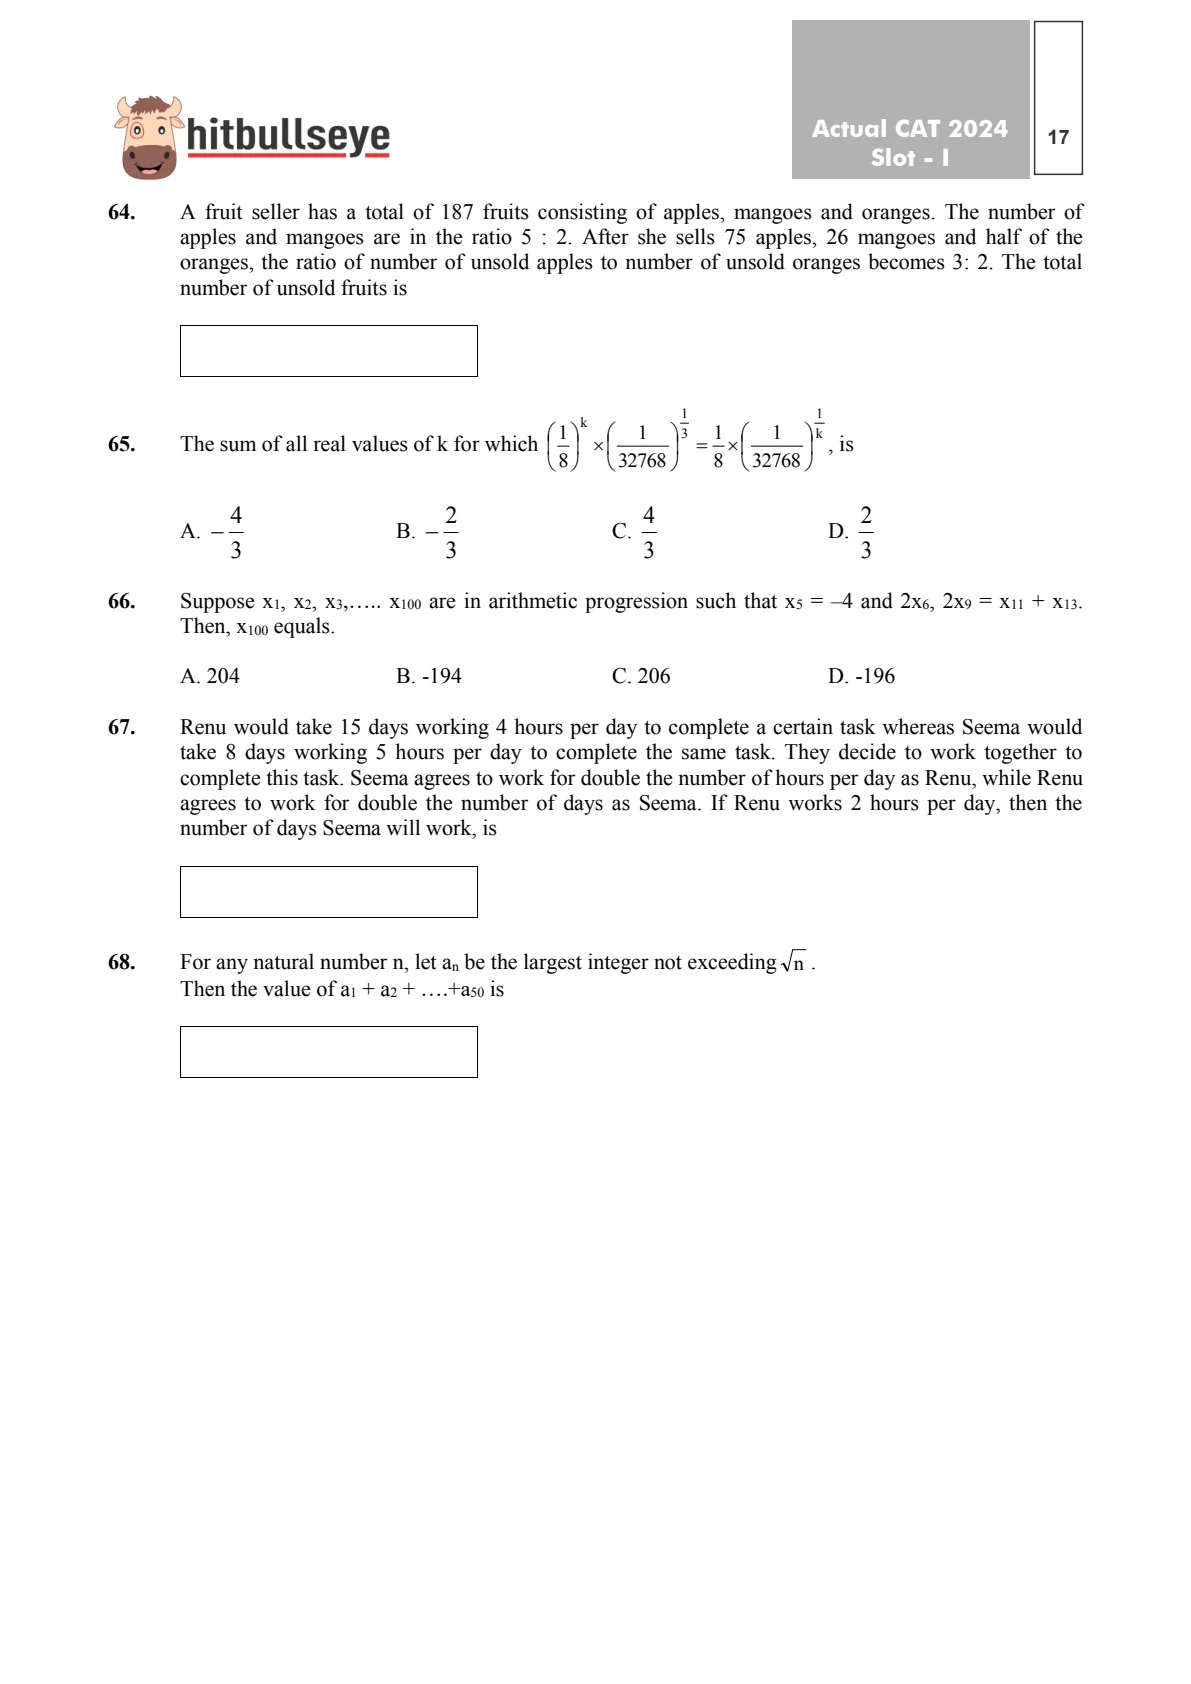 hitbullseye
Actual CAT 2024
Slot - I
17
64. A fruit seller has a total of 187 fruits consisting of apples, mangoes and oranges. The number of
apples and mangoes are in the ratio 5 : 2. After she sells 75 apples, 26 mangoes and half of the
oranges, the ratio of number of unsold apples to number of unsold oranges becomes 3: 2. The total
number of unsold fruits is
65. The sum of all real values of k for which (1/8)^k × (1/32768)^(1/3) = 1/8 × (1/32768)^(1/k), is
A. −4/3 B. −2/3 C. 4/3 D. 2/3
66. Suppose x₁, x₂, x₃,….. x₁₀₀ are in arithmetic progression such that x₅ = –4 and 2x₆, 2x₉ = x₁₁ + x₁₃.
Then, x₁₀₀ equals.
A. 204 B. -194 C. 206 D. -196
67. Renu would take 15 days working 4 hours per day to complete a certain task whereas Seema would
take 8 days working 5 hours per day to complete the same task. They decide to work together to
complete this task. Seema agrees to work for double the number of hours per day as Renu, while Renu
agrees to work for double the number of days as Seema. If Renu works 2 hours per day, then the
number of days Seema will work, is
68. For any natural number n, let aₙ be the largest integer not exceeding √n .
Then the value of a₁ + a₂ + ….+a₅₀ is